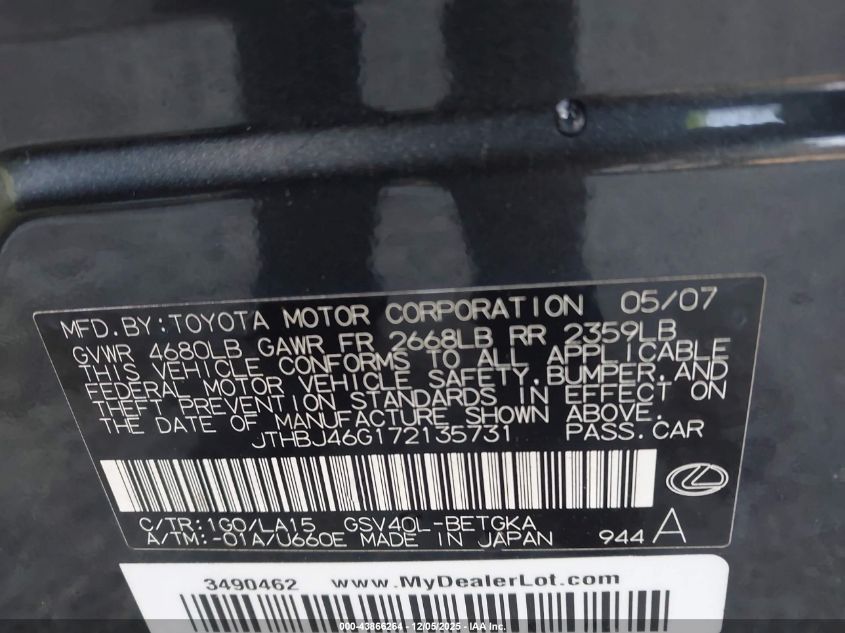 MFD.BY:TOYOTA MOTOR CORPORATION 05/07
GVWR 4680LB GAWR FR 2668LB RR 2359LB
THIS VEHICLE CONFORMS TO ALL APPLICABLE
FEDERAL MOTOR VEHICLE SAFETY,BUMPER,AND
THEFT PREVENTION STANDARDS IN EFFECT ON
THE DATE OF MANUFACTURE SHOWN ABOVE.
JTHBJ46G172135731 PASS.CAR
C/TR:1G0/LA15 GSV40L-BETGKA
A/TM:-01A/U660E MADE IN JAPAN 944 A
3490462 www.MyDealerLot.com
000-43866264 - 12/05/2025 - IAA Inc.